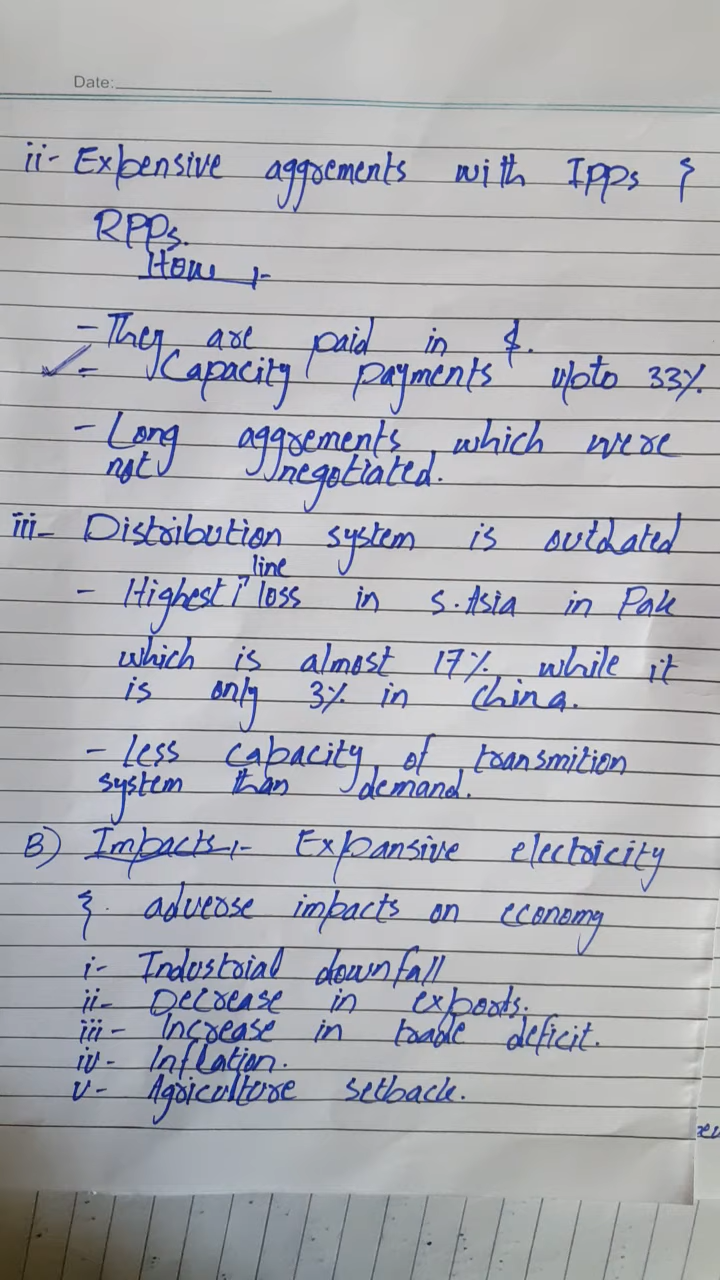 Date:
ii- Expensive aggrements with IPPs &
RPPs.
How :-
- They are paid in $.
- Capacity payments upto 33%
- Long aggrements which were
not negotiated.
iii- Distribution system is outdated
line
- Highest loss in S.Asia in Pak
which is almost 17% while it
is only 3% in China.
- less capacity of transmition
system than demand.
B) Impacts:- Expansive electricity
& adverse impacts on economy
i- Industrial downfall
ii- Decrease in exports.
iii- Increase in trade deficit.
iv- Inflation.
v- Agriculture setback.